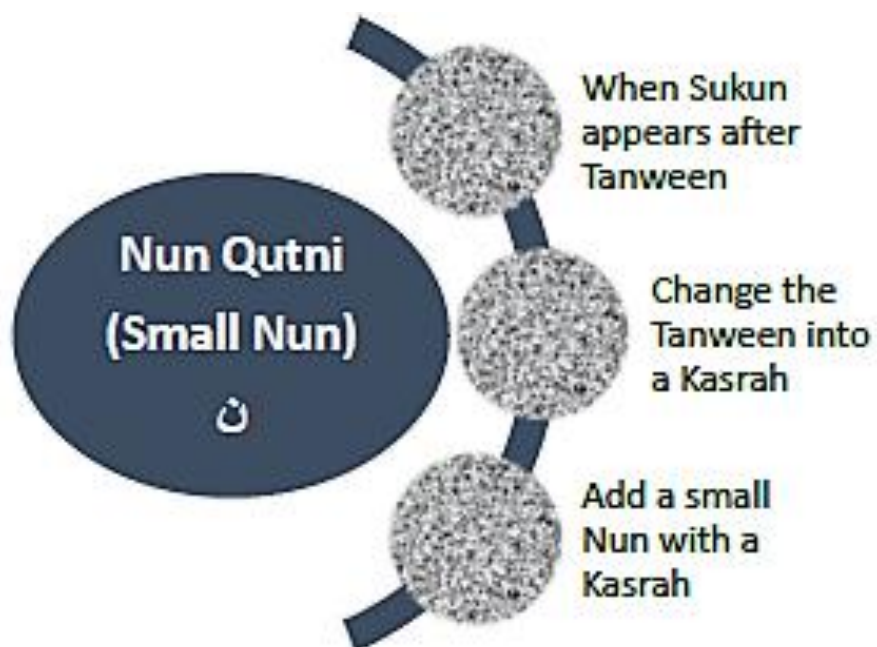 Nun Qutni
(Small Nun)
ن
When Sukun
appears after
Tanween
Change the
Tanween into
a Kasrah
Add a small
Nun with a
Kasrah